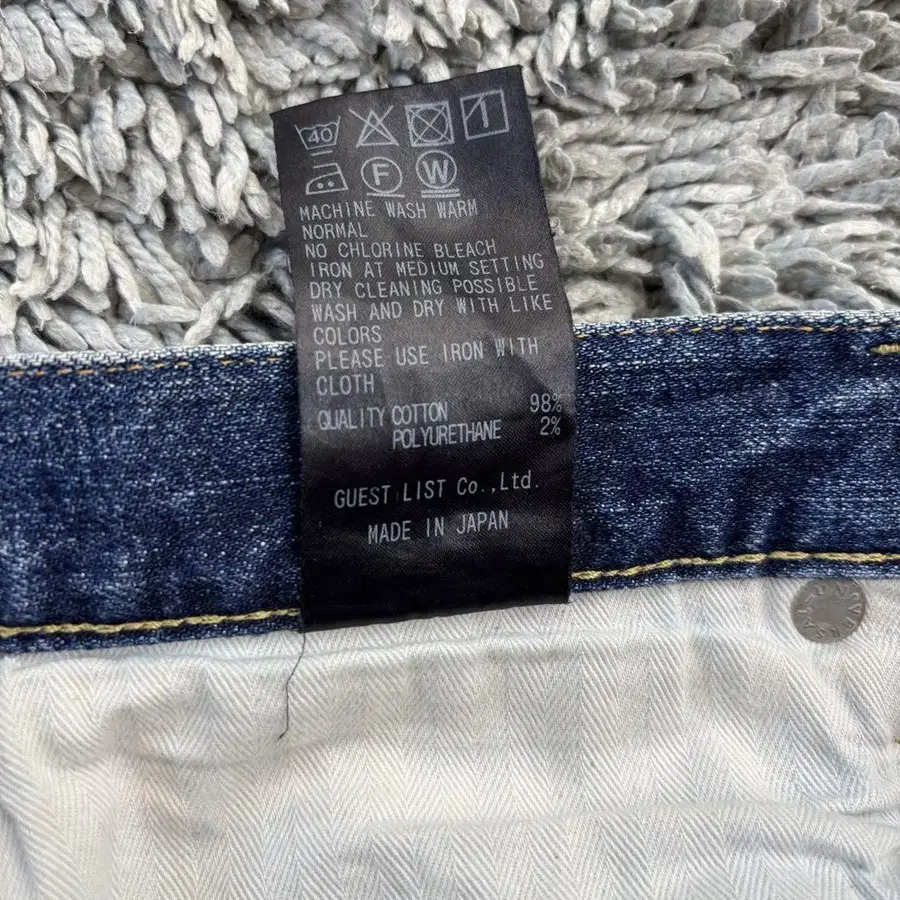 40
1
F
W
MACHINE WASH WARM
NORMAL
NO CHLORINE BLEACH
IRON AT MEDIUM SETTING
DRY CLEANING POSSIBLE
WASH AND DRY WITH LIKE
COLORS
PLEASE USE IRON WITH
CLOTH
QUALITY COTTON 98%
POLYURETHANE 2%
GUEST LIST Co.,Ltd.
MADE IN JAPAN
UNIVERSAL